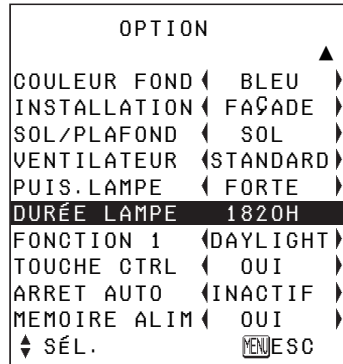 OPTION
▲
COULEUR FOND ◀ BLEU ▶
INSTALLATION ◀ FAÇADE ▶
SOL/PLAFOND ◀ SOL ▶
VENTILATEUR ◀STANDARD▶
PUIS.LAMPE ◀ FORTE ▶
DURÉE LAMPE 1820H
FONCTION 1 ◀DAYLIGHT▶
TOUCHE CTRL ◀ OUI ▶
ARRET AUTO ◀INACTIF ▶
MEMOIRE ALIM◀ OUI ▶
▲▼ SÉL. MENU ESC